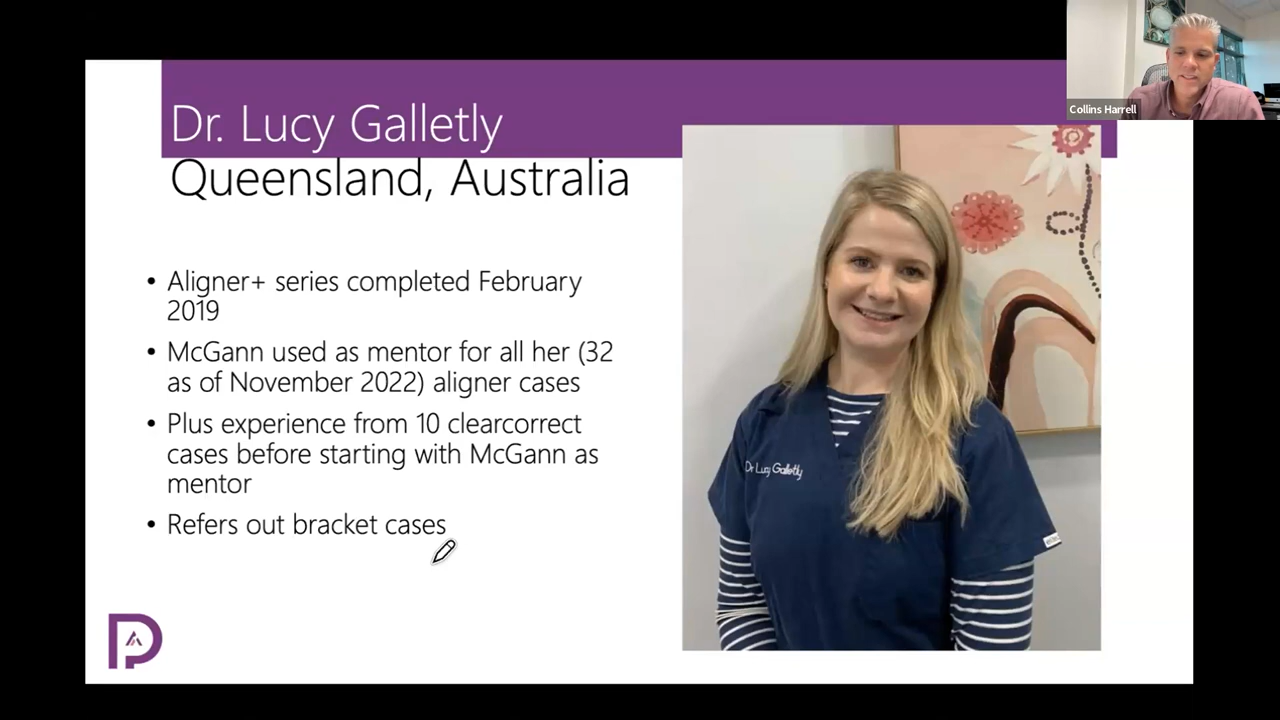 Collins Harrell
Dr. Lucy Galletly
Queensland, Australia
• Aligner+ series completed February
2019
• McGann used as mentor for all her (32
as of November 2022) aligner cases
• Plus experience from 10 clearcorrect
cases before starting with McGann as
mentor
• Refers out bracket cases
Dr Lucy Galletly